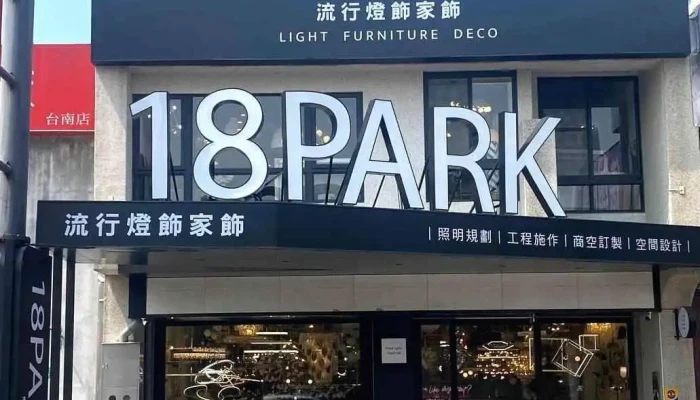 流行燈飾家飾
LIGHT FURNITURE DECO
台南店
18PARK
流行燈飾家飾
|照明規劃|工程施作|商空訂製|空間設計|
18PA